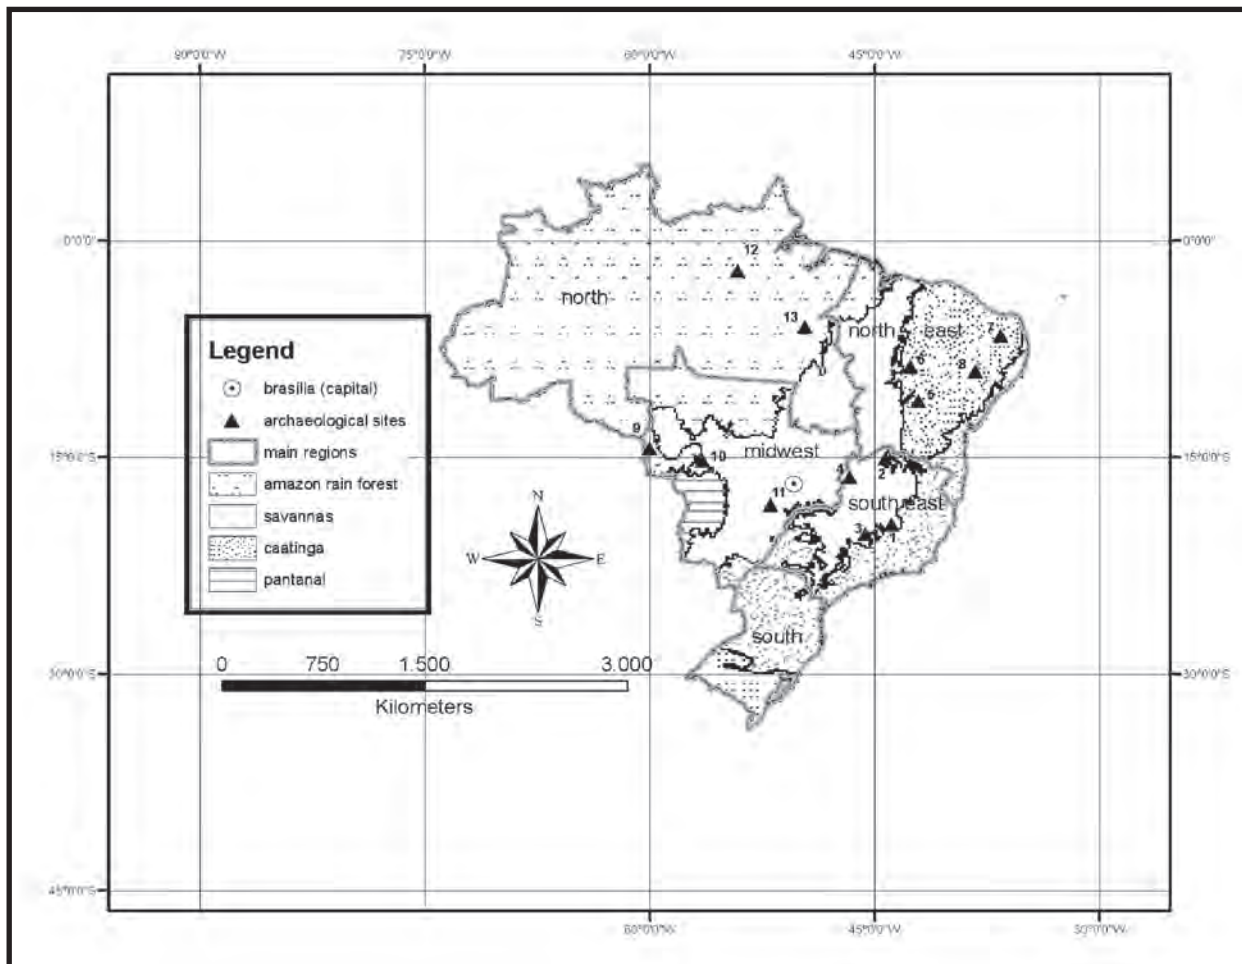 90°0'0"W 75°0'0"W 60°0'0"W 45°0'0"W
0°0'0" 0°0'0"
12
north
13
north east
7
6
8
5
Legend
brasília (capital)
archaeological sites
main regions
amazon rain forest
savannas
caatinga
pantanal
9
10
midwest
15°0'0"S 15°0'0"S
4
2
11
south east
3
1
N
W E
S
south
0 750 1.500 3.000
Kilometers
30°0'0"S 30°0'0"S
45°0'0"S
60°0'0"W 45°0'0"W 30°0'0"W